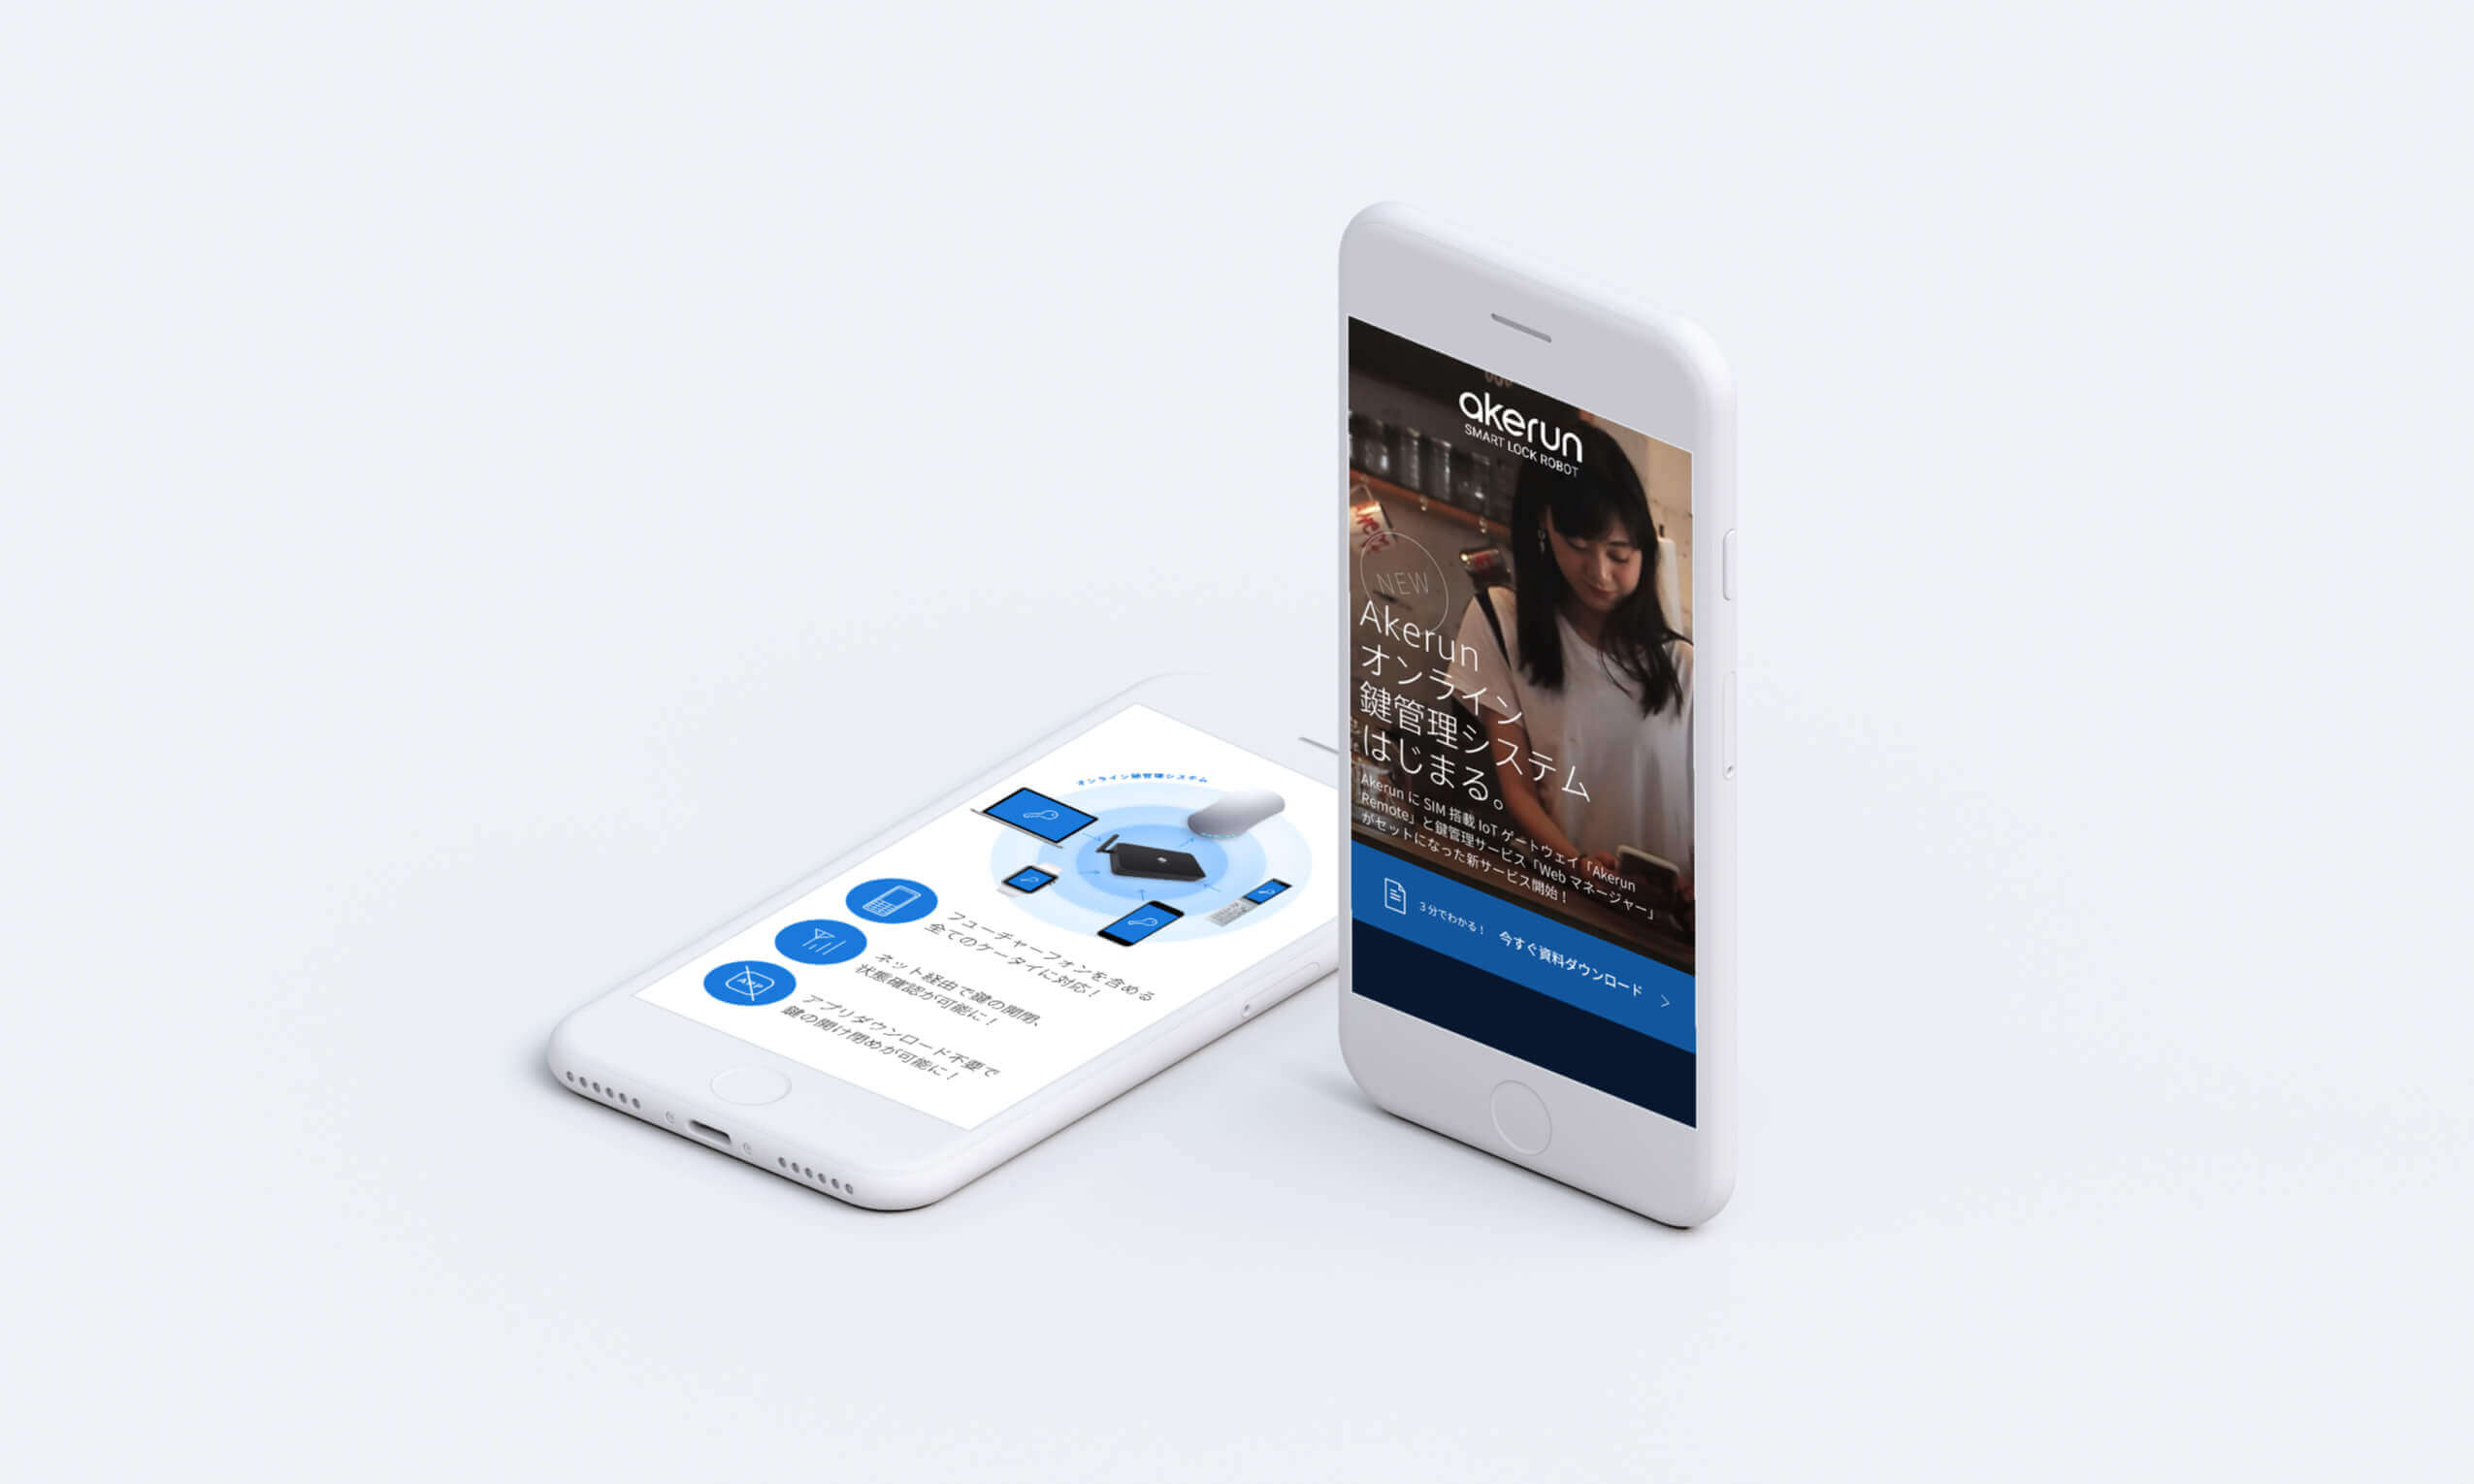 akerun
SMART LOCK ROBOT
NEW
Akerun
オンライン
鍵管理システム
はじまる。
Akerun に SIM 搭載 IoT ゲートウェイ「Akerun
Remote」と鍵管理サービス「Web マネージャー」
がセットになった新サービス開始！
3 分でわかる！ 今すぐ資料ダウンロード
オンライン鍵管理システム
フューチャーフォンを含める
全てのケータイに対応！
ネット経由で鍵の開閉、
状態確認が可能に！
APP
アプリダウンロード不要で
鍵の開け閉めが可能に！